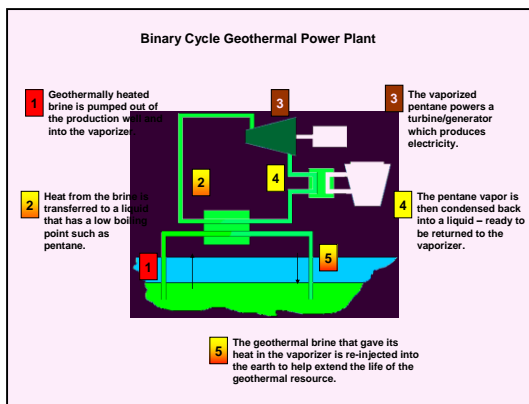 Binary Cycle Geothermal Power Plant
1
Geothermally heated
brine is pumped out of
the production well and
into the vaporizer.
3
3
The vaporized
pentane powers a
turbine/generator
which produces
electricity.
2
Heat from the brine is
transferred to a liquid
that has a low boiling
point such as
pentane.
2
4
4
The pentane vapor is
then condensed back
into a liquid – ready to
be returned to the
vaporizer.
1
5
5
The geothermal brine that gave its
heat in the vaporizer is re-injected into
the earth to help extend the life of the
geothermal resource.